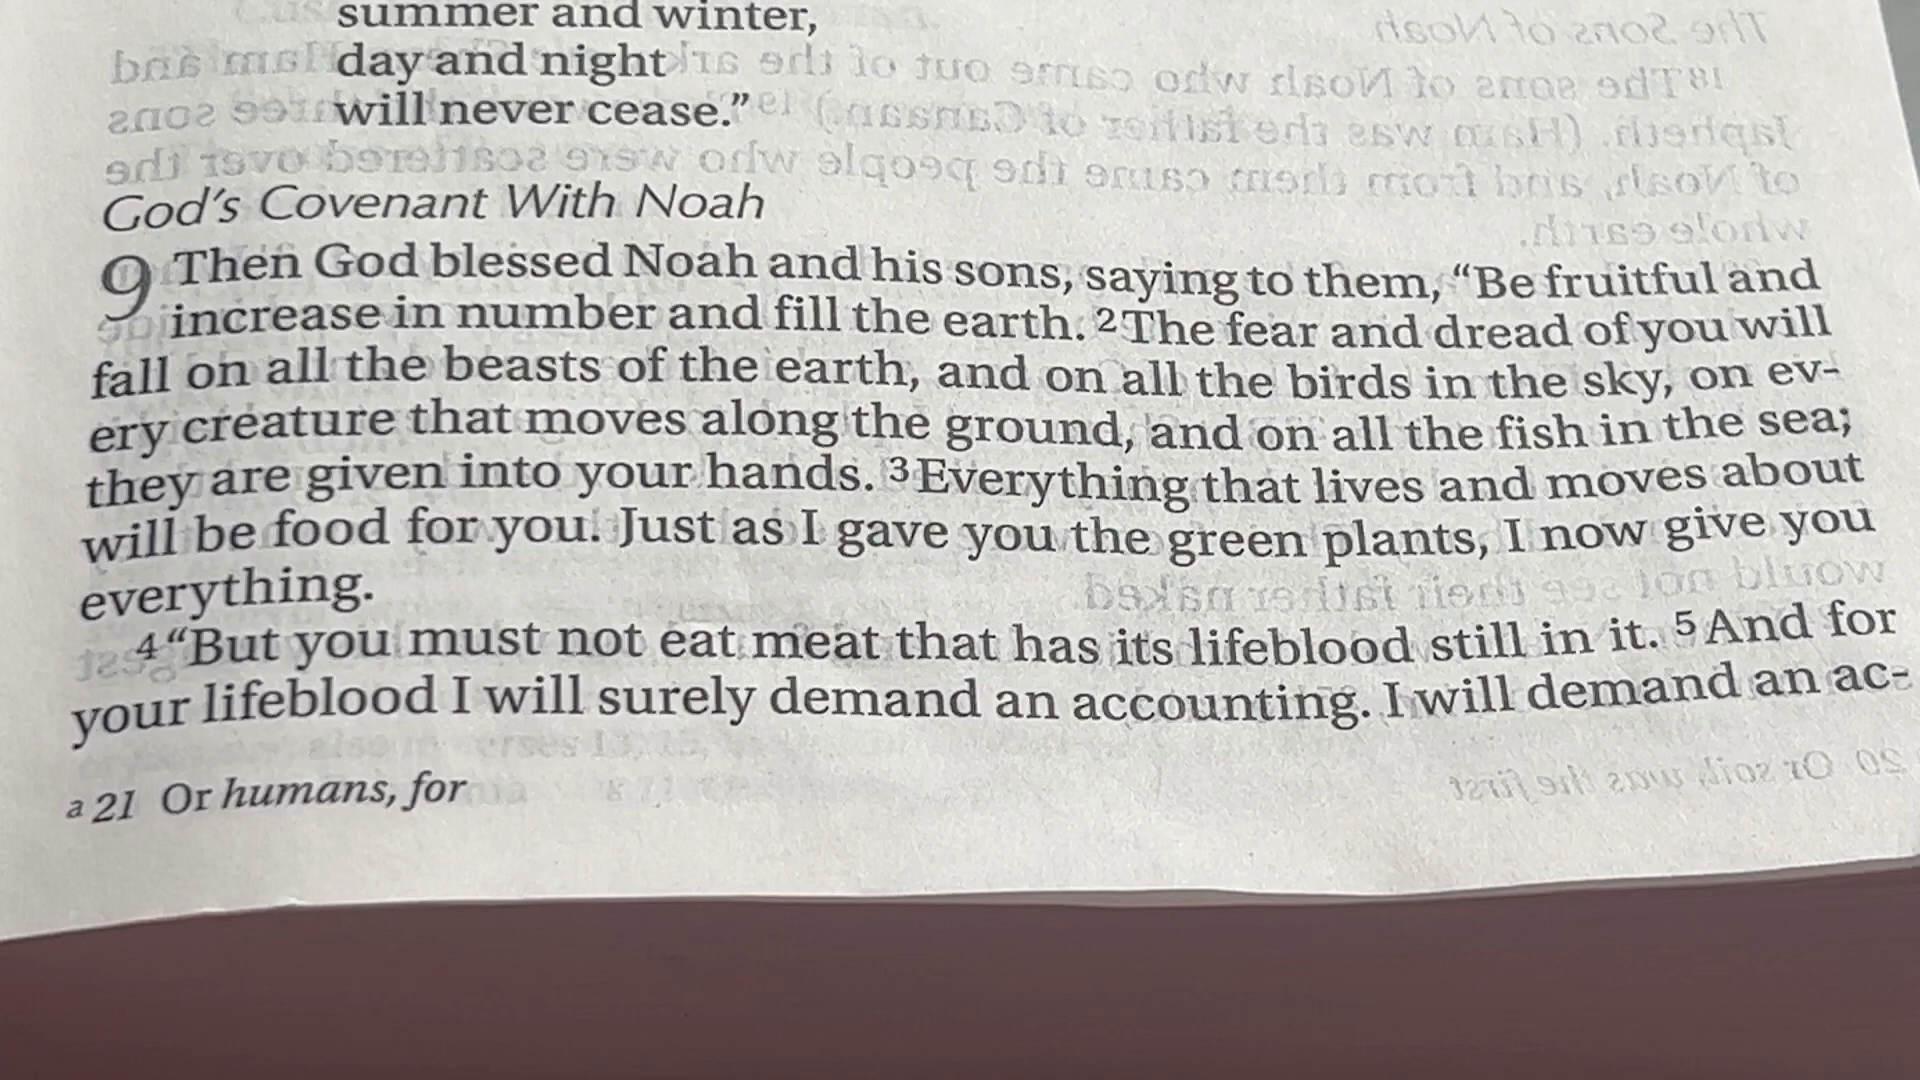 summer and winter,
day and night
will never cease.”
God’s Covenant With Noah
9 Then God blessed Noah and his sons, saying to them, “Be fruitful and
increase in number and fill the earth. 2 The fear and dread of you will
fall on all the beasts of the earth, and on all the birds in the sky, on ev-
ery creature that moves along the ground, and on all the fish in the sea;
they are given into your hands. 3 Everything that lives and moves about
will be food for you. Just as I gave you the green plants, I now give you
everything.
4 “But you must not eat meat that has its lifeblood still in it. 5 And for
your lifeblood I will surely demand an accounting. I will demand an ac-
a 21 Or humans, for